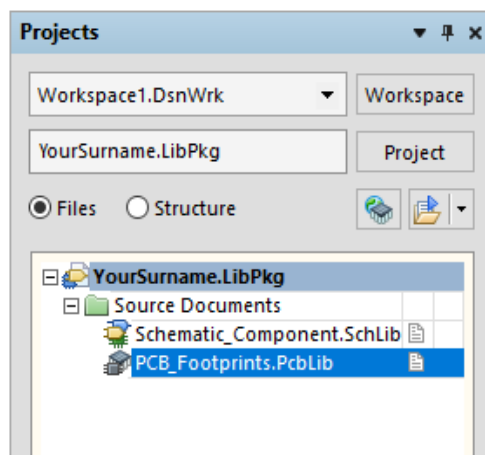 Projects
Workspace1.DsnWrk Workspace
YourSurname.LibPkg Project
Files Structure
YourSurname.LibPkg
Source Documents
Schematic_Component.SchLib
PCB_Footprints.PcbLib